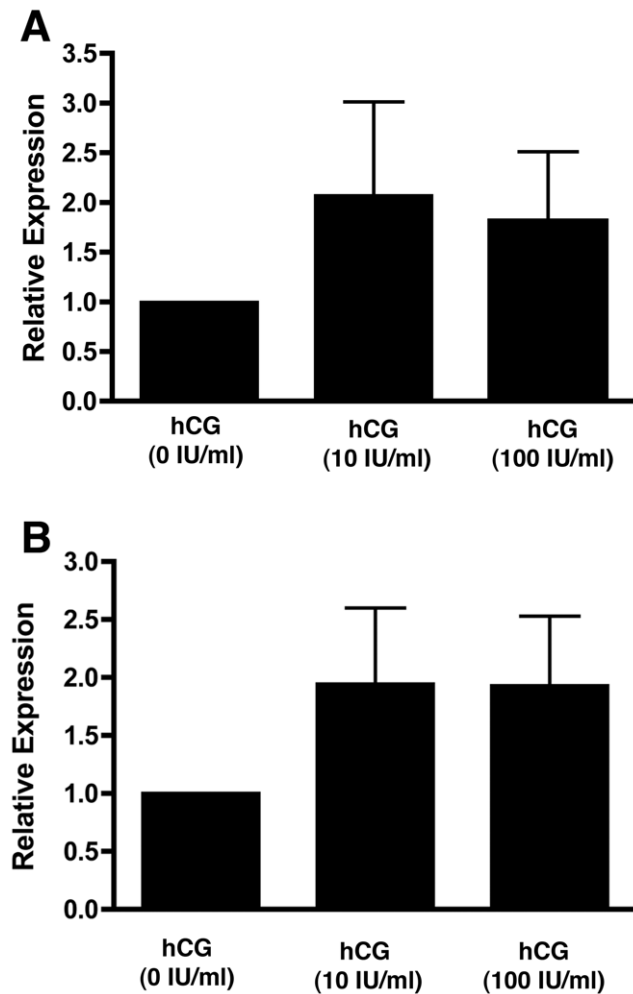 A
3.5
3.0
2.5
2.0
1.5
1.0
0.5
0.0
Relative Expression
hCG
(0 IU/ml)
hCG
(10 IU/ml)
hCG
(100 IU/ml)
B
3.0
2.5
2.0
1.5
1.0
0.5
0.0
Relative Expression
hCG
(0 IU/ml)
hCG
(10 IU/ml)
hCG
(100 IU/ml)